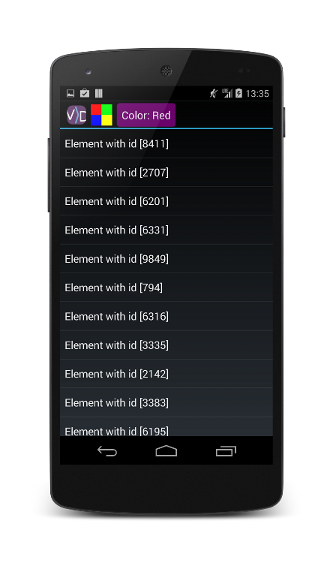 13:35
V)C
Color: Red
Element with id [8411]
Element with id [2707]
Element with id [6201]
Element with id [6331]
Element with id [9849]
Element with id [794]
Element with id [6316]
Element with id [3335]
Element with id [2142]
Element with id [3383]
Element with id [6195]